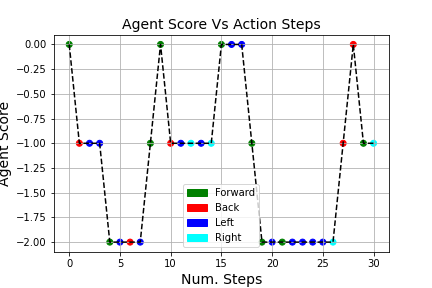 Agent Score Vs Action Steps
Agent Score
0.00
−0.25
−0.50
−0.75
−1.00
−1.25
−1.50
−1.75
−2.00
Forward
Back
Left
Right
0 5 10 15 20 25 30
Num. Steps